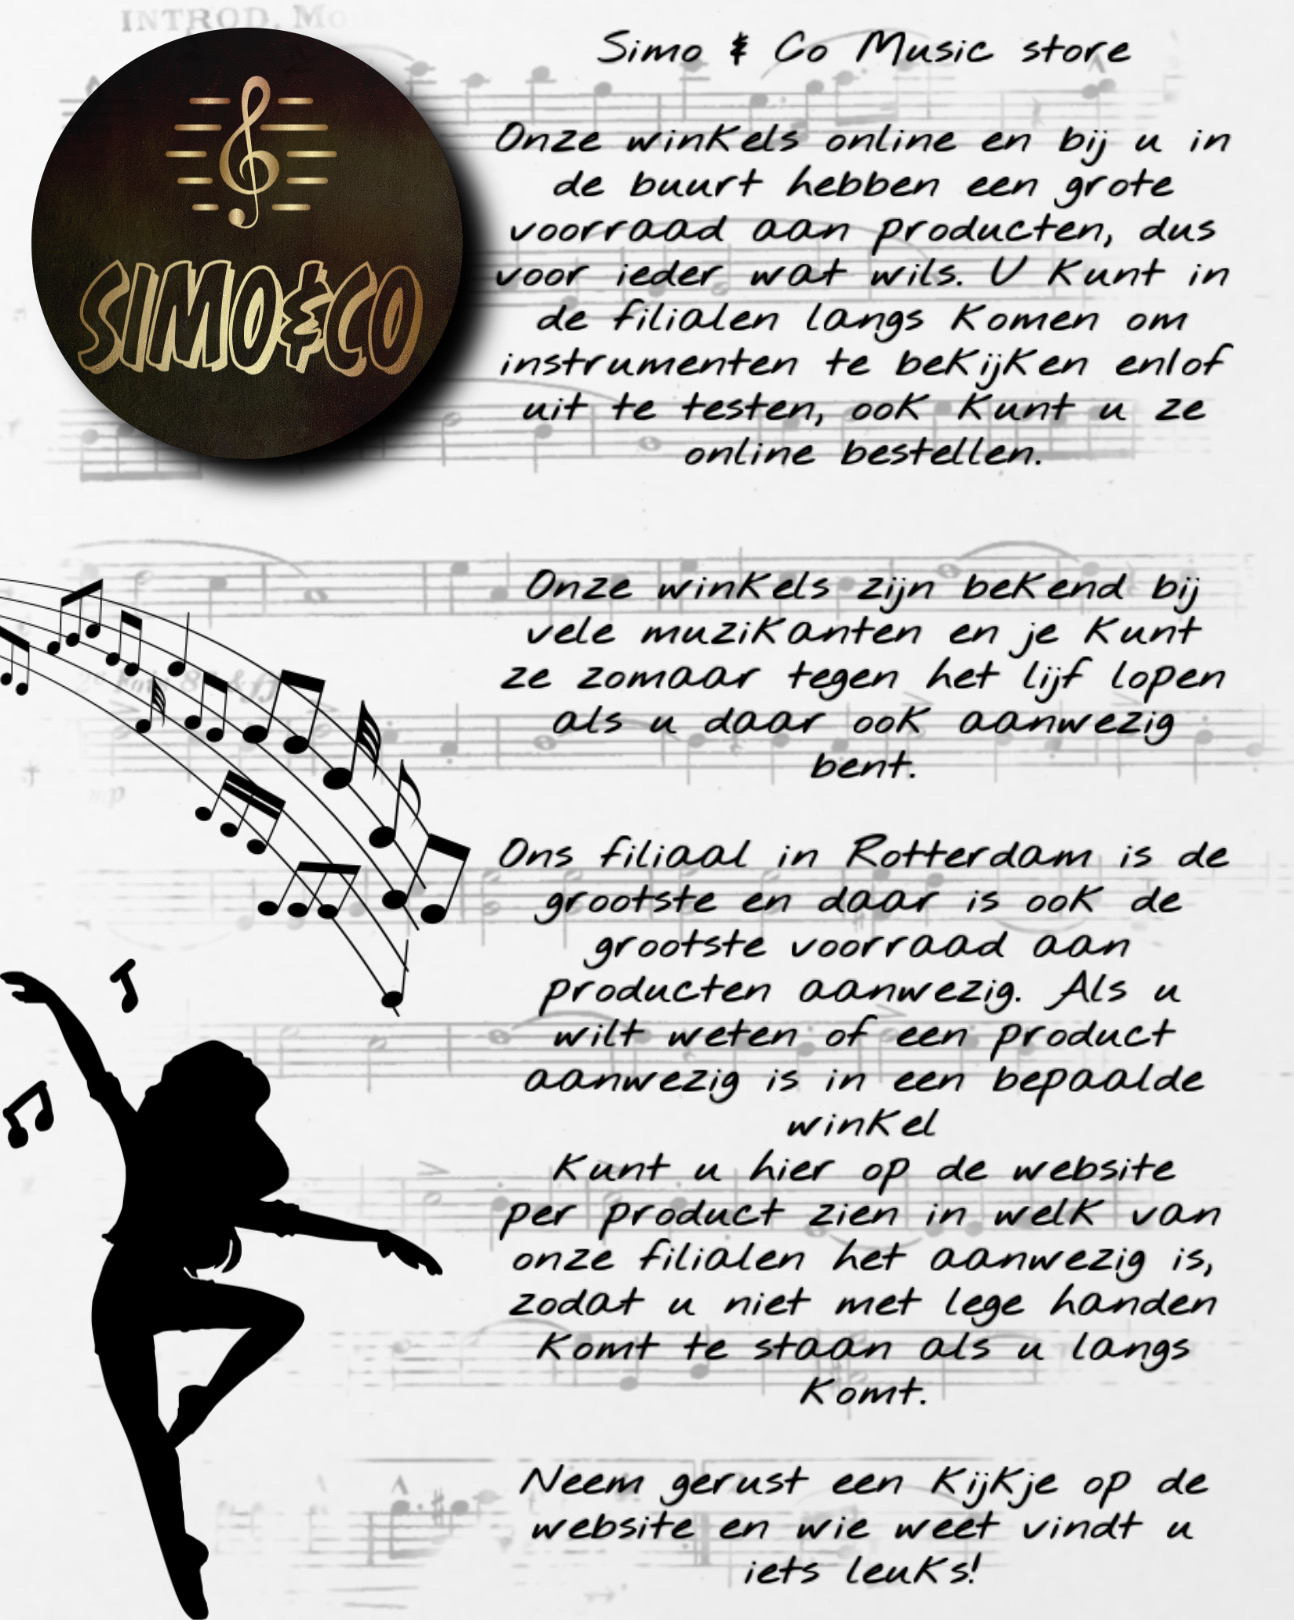 INTROD. Mo
SIMO&CO
Simo & Co Music store
Onze winkels online en bij u in
de buurt hebben een grote
voorraad aan producten, dus
voor ieder wat wils. U kunt in
de filialen langs komen om
instrumenten te bekijken en/of
uit te testen, ook kunt u ze
online bestellen.
Onze winkels zijn bekend bij
vele muzikanten en je kunt
ze zomaar tegen het lijf lopen
als u daar ook aanwezig
bent.
Ons filiaal in Rotterdam is de
grootste en daar is ook de
grootste voorraad aan
producten aanwezig. Als u
wilt weten of een product
aanwezig is in een bepaalde
winkel
kunt u hier op de website
per product zien in welk van
onze filialen het aanwezig is,
zodat u niet met lege handen
komt te staan als u langs
komt.
Neem gerust een kijkje op de
website en wie weet vindt u
iets leuks!
mp